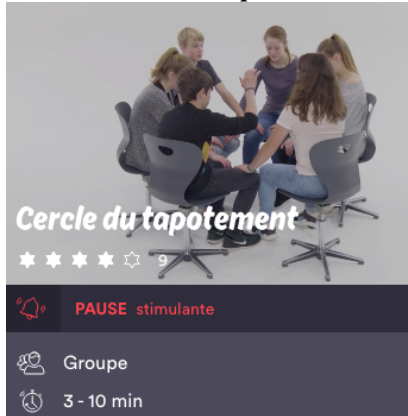 Cercle du tapotement
9
PAUSE stimulante
Groupe
3 - 10 min